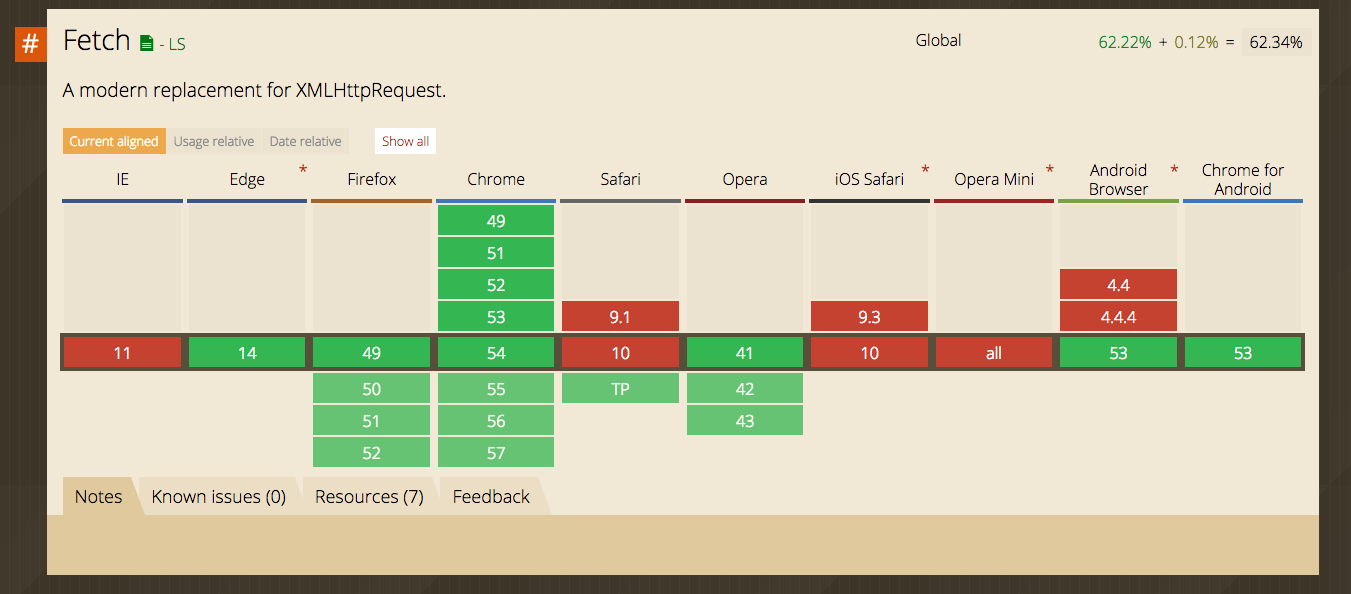 # Fetch - LS Global 62.22% + 0.12% = 62.34%
A modern replacement for XMLHttpRequest.
Current aligned Usage relative Date relative Show all
IE Edge * Firefox Chrome Safari Opera iOS Safari * Opera Mini * Android Browser * Chrome for Android
49
51
52 4.4
53 9.1 9.3 4.4.4
11 14 49 54 10 41 10 all 53 53
50 55 TP 42
51 56 43
52 57
Notes Known issues (0) Resources (7) Feedback